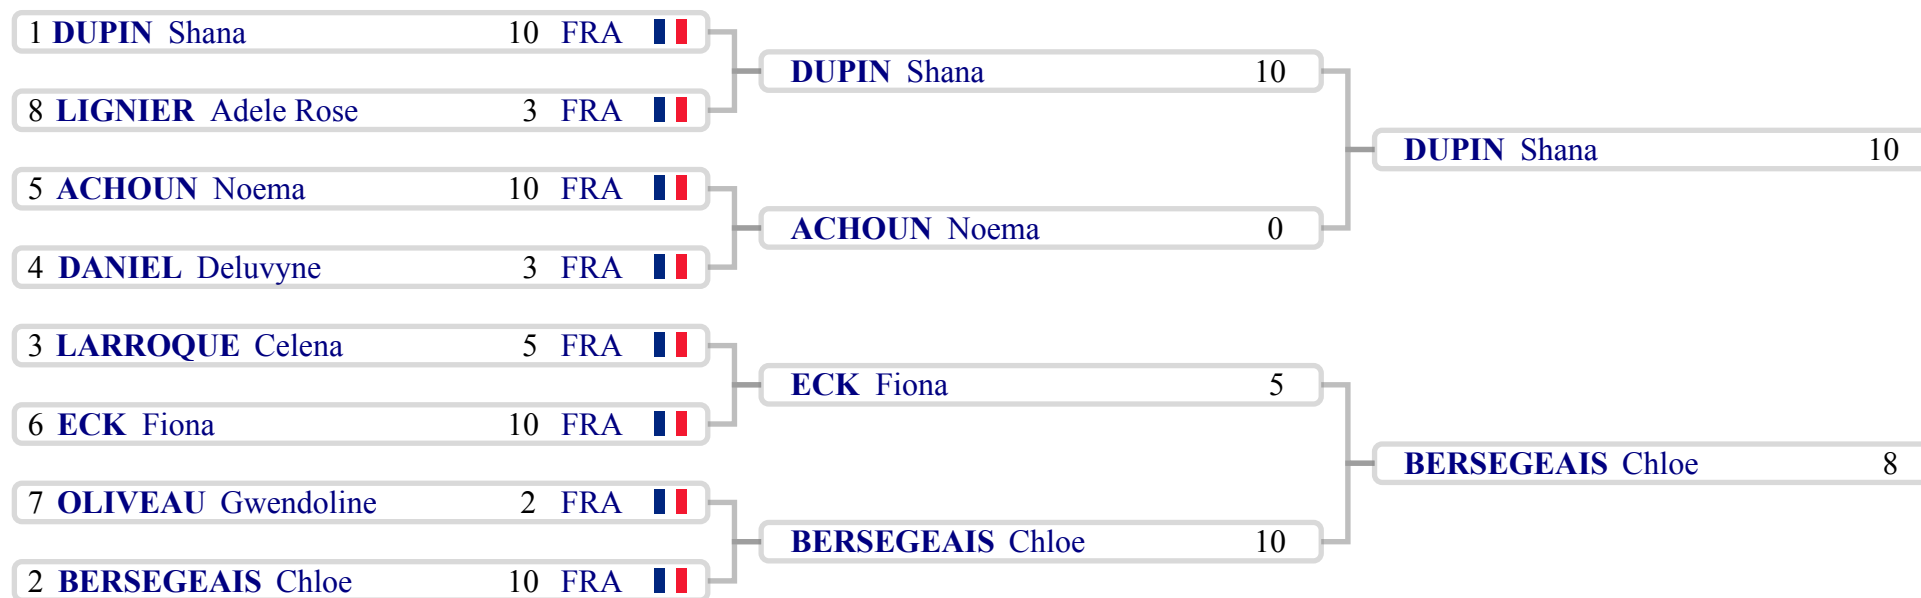 1 DUPIN Shana 10 FRA
8 LIGNIER Adele Rose 3 FRA
5 ACHOUN Noema 10 FRA
4 DANIEL Deluvyne 3 FRA
3 LARROQUE Celena 5 FRA
6 ECK Fiona 10 FRA
7 OLIVEAU Gwendoline 2 FRA
2 BERSEGEAIS Chloe 10 FRA
DUPIN Shana 10
ACHOUN Noema 0
ECK Fiona 5
BERSEGEAIS Chloe 10
DUPIN Shana 10
BERSEGEAIS Chloe 8